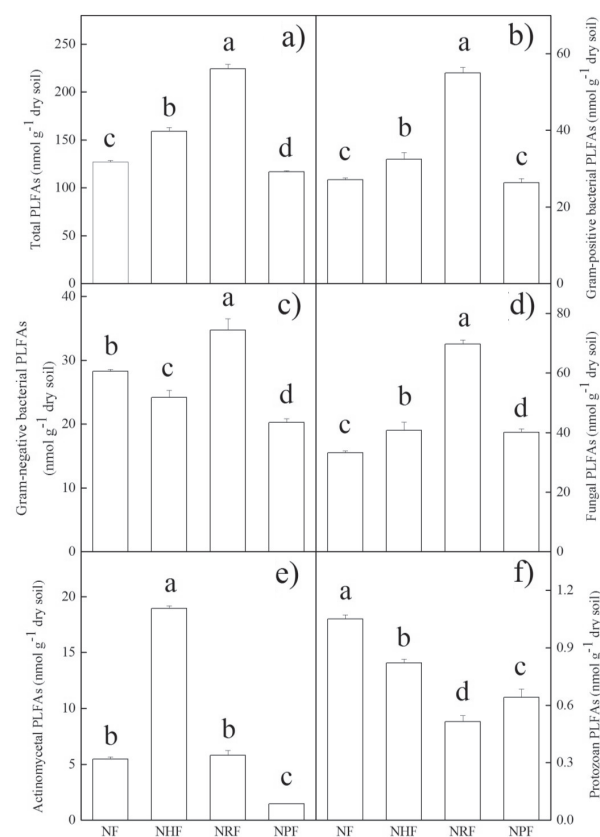 Total PLFAs (nmol g⁻¹ dry soil)
250
200
150
100
50
0
a)
c
b
a
d
b)
c
b
a
c
60
40
20
0
Gram-positive bacterial PLFAs (nmol g⁻¹ dry soil)
Gram-negative bacterial PLFAs
(nmol g⁻¹ dry soil)
40
30
20
10
0
c)
b
c
a
d
d)
c
b
a
d
80
60
40
20
0
Fungal PLFAs (nmol g⁻¹ dry soil)
Actinomycetal PLFAs (nmol g⁻¹ dry soil)
20
15
10
5
0
e)
b
a
b
c
f)
a
b
d
c
1.2
0.9
0.6
0.3
0.0
Protozoan PLFAs (nmol g⁻¹ dry soil)
NF NHF NRF NPF NF NHF NRF NPF